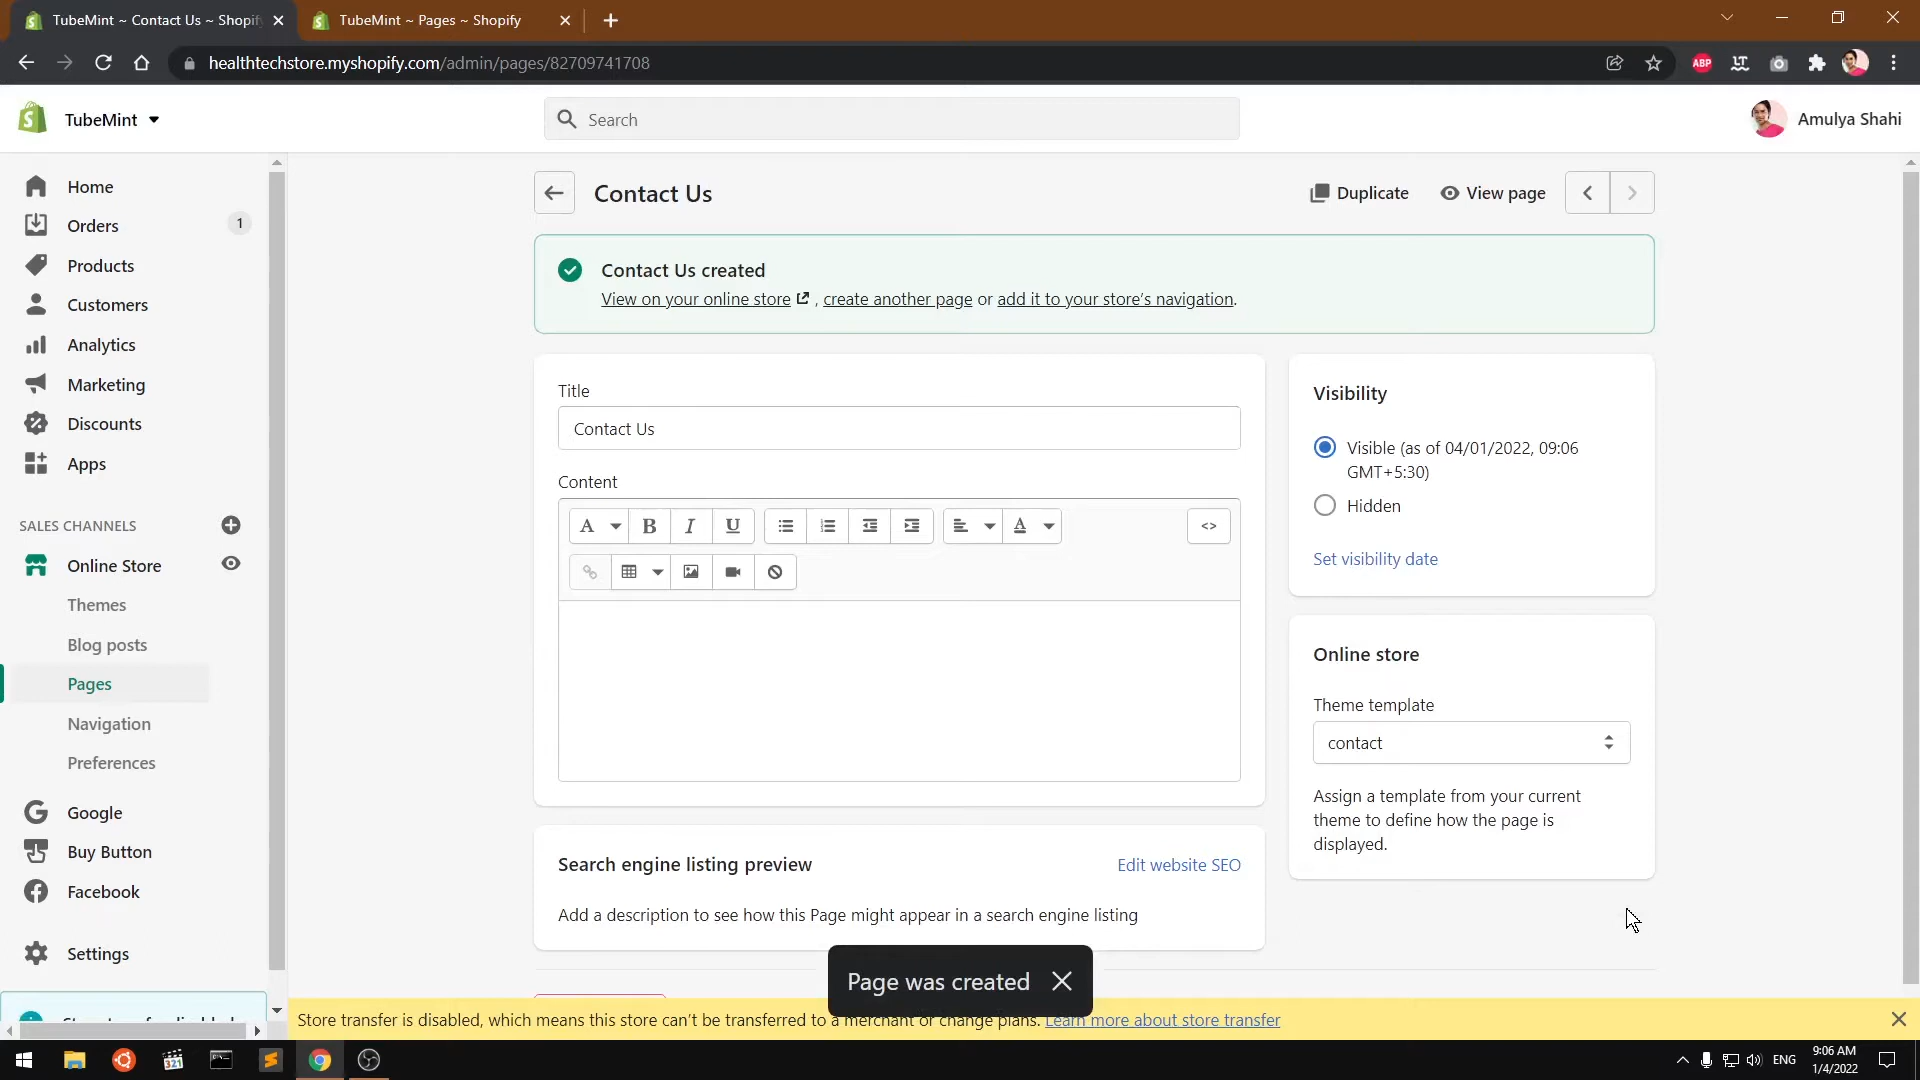 TubeMint ~ Contact Us ~ Shopif
TubeMint ~ Pages ~ Shopify
healthtechstore.myshopify.com/admin/pages/82709741708
ABP
TubeMint
Search
Amulya Shahi
Home
Orders 1
Products
Customers
Analytics
Marketing
Discounts
Apps
SALES CHANNELS
Online Store
Themes
Blog posts
Pages
Navigation
Preferences
Google
Buy Button
Facebook
Settings
Contact Us
Duplicate
View page
Contact Us created
View on your online store , create another page or add it to your store's navigation.
Title
Contact Us
Content
A B I U A <>
Search engine listing preview
Edit website SEO
Add a description to see how this Page might appear in a search engine listing
Visibility
Visible (as of 04/01/2022, 09:06
GMT+5:30)
Hidden
Set visibility date
Online store
Theme template
contact
Assign a template from your current
theme to define how the page is
displayed.
Page was created
Store transfer is disabled, which means this store can't be transferred to a merchant or change plans. Learn more about store transfer
321
ENG
9:06 AM
1/4/2022